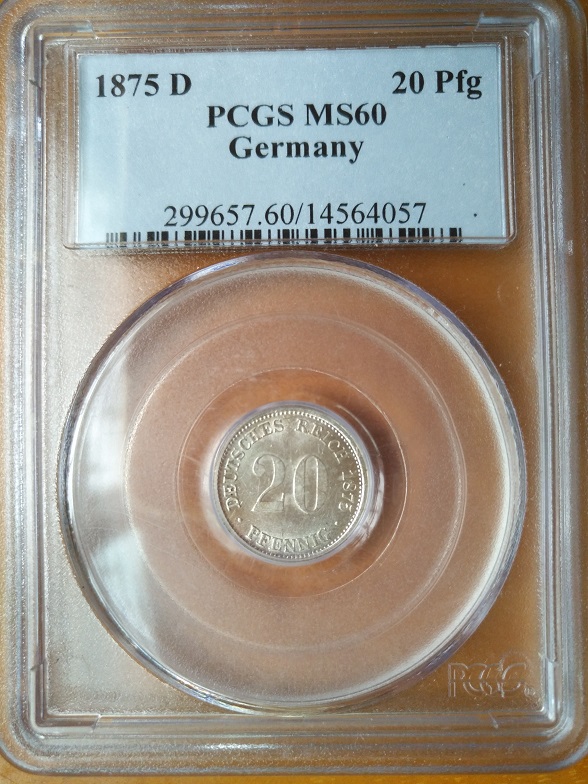 1875 D 20 Pfg
PCGS MS60
Germany
299657.60/14564057
DEUTSCHES REICH 1875
20
· PFENNIG ·
PCGS